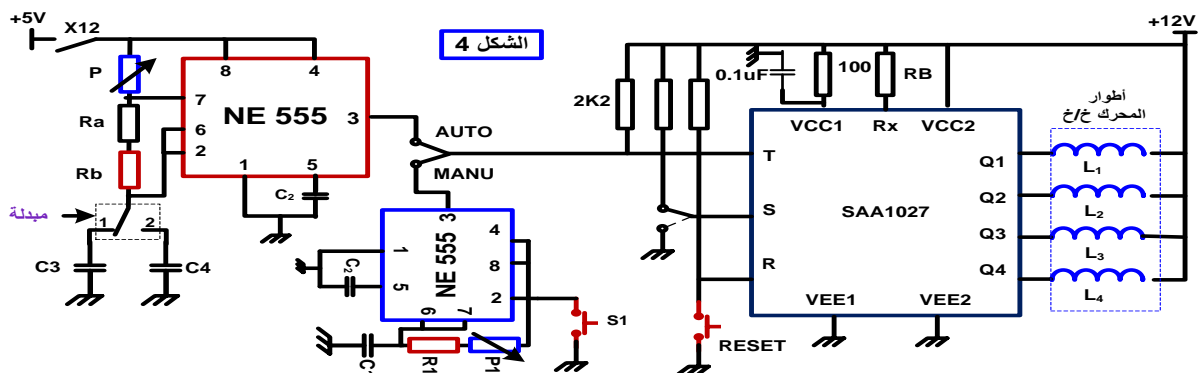 +5V
X12
الشكل 4
+12V
P
8
4
7
Ra
6
2
NE 555
3
Rb
1
5
C₂
مبدلة
1
2
C3
C4
AUTO
MANU
3
1
C₂
5
NE 555
4
8
2
6
7
R1
P1
S1
2K2
0.1uF
100
RB
VCC1
Rx
VCC2
T
S
R
SAA1027
Q1
Q2
Q3
Q4
VEE1
VEE2
RESET
أطوار
المحرك خ/خ
L₁
L₂
L₃
L₄